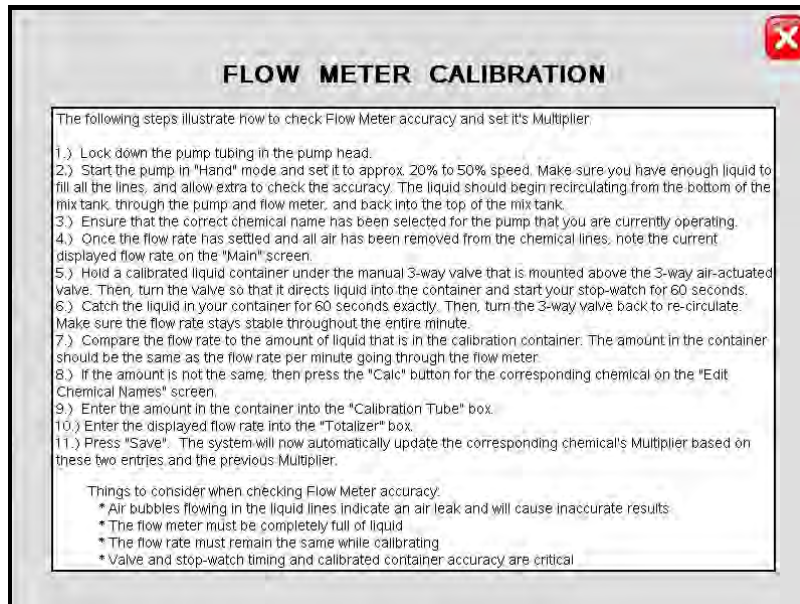 FLOW METER CALIBRATION
The following steps illustrate how to check Flow Meter accuracy and set it's Multiplier
1.) Lock down the pump tubing in the pump head.
2.) Start the pump in "Hand" mode and set it to approx. 20% to 50% speed. Make sure you have enough liquid to
fill all the lines, and allow extra to check the accuracy. The liquid should begin recirculating from the bottom of the
mix tank, through the pump and flow meter, and back into the top of the mix tank.
3.) Ensure that the correct chemical name has been selected for the pump that you are currently operating.
4.) Once the flow rate has settled and all air has been removed from the chemical lines, note the current
displayed flow rate on the "Main" screen.
5.) Hold a calibrated liquid container under the manual 3-way valve that is mounted above the 3-way air-actuated
valve. Then, turn the valve so that it directs liquid into the container and start your stop-watch for 60 seconds.
6.) Catch the liquid in your container for 60 seconds exactly. Then, turn the 3-way valve back to re-circulate.
Make sure the flow rate stays stable throughout the entire minute.
7.) Compare the flow rate to the amount of liquid that is in the calibration container. The amount in the container
should be the same as the flow rate per minute going through the flow meter.
8.) If the amount is not the same, then press the "Calc" button for the corresponding chemical on the "Edit
Chemical Names" screen.
9.) Enter the amount in the container into the "Calibration Tube" box.
10.) Enter the displayed flow rate into the "Totalizer" box.
11.) Press "Save". The system will now automatically update the corresponding chemical's Multiplier based on
these two entries and the previous Multiplier.
Things to consider when checking Flow Meter accuracy:
* Air bubbles flowing in the liquid lines indicate an air leak and will cause inaccurate results
* The flow meter must be completely full of liquid
* The flow rate must remain the same while calibrating
* Valve and stop-watch timing and calibrated container accuracy are critical